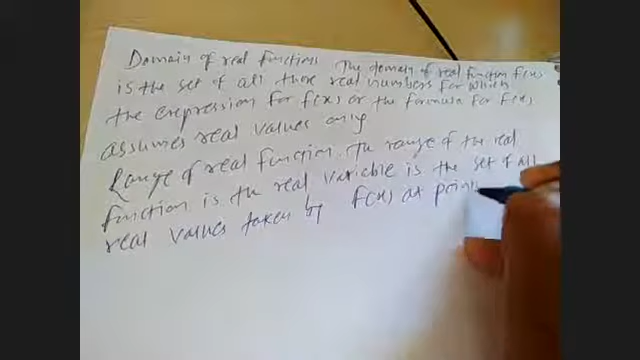 Domain of real functions The domain of real function f(x)
is the set of all those real numbers for which
the expression for f(x) or the formula for f(x)
assumes real values only
Range of real function. The range of the real
function is the real variable is the set of all
real values taken by f(x) at points